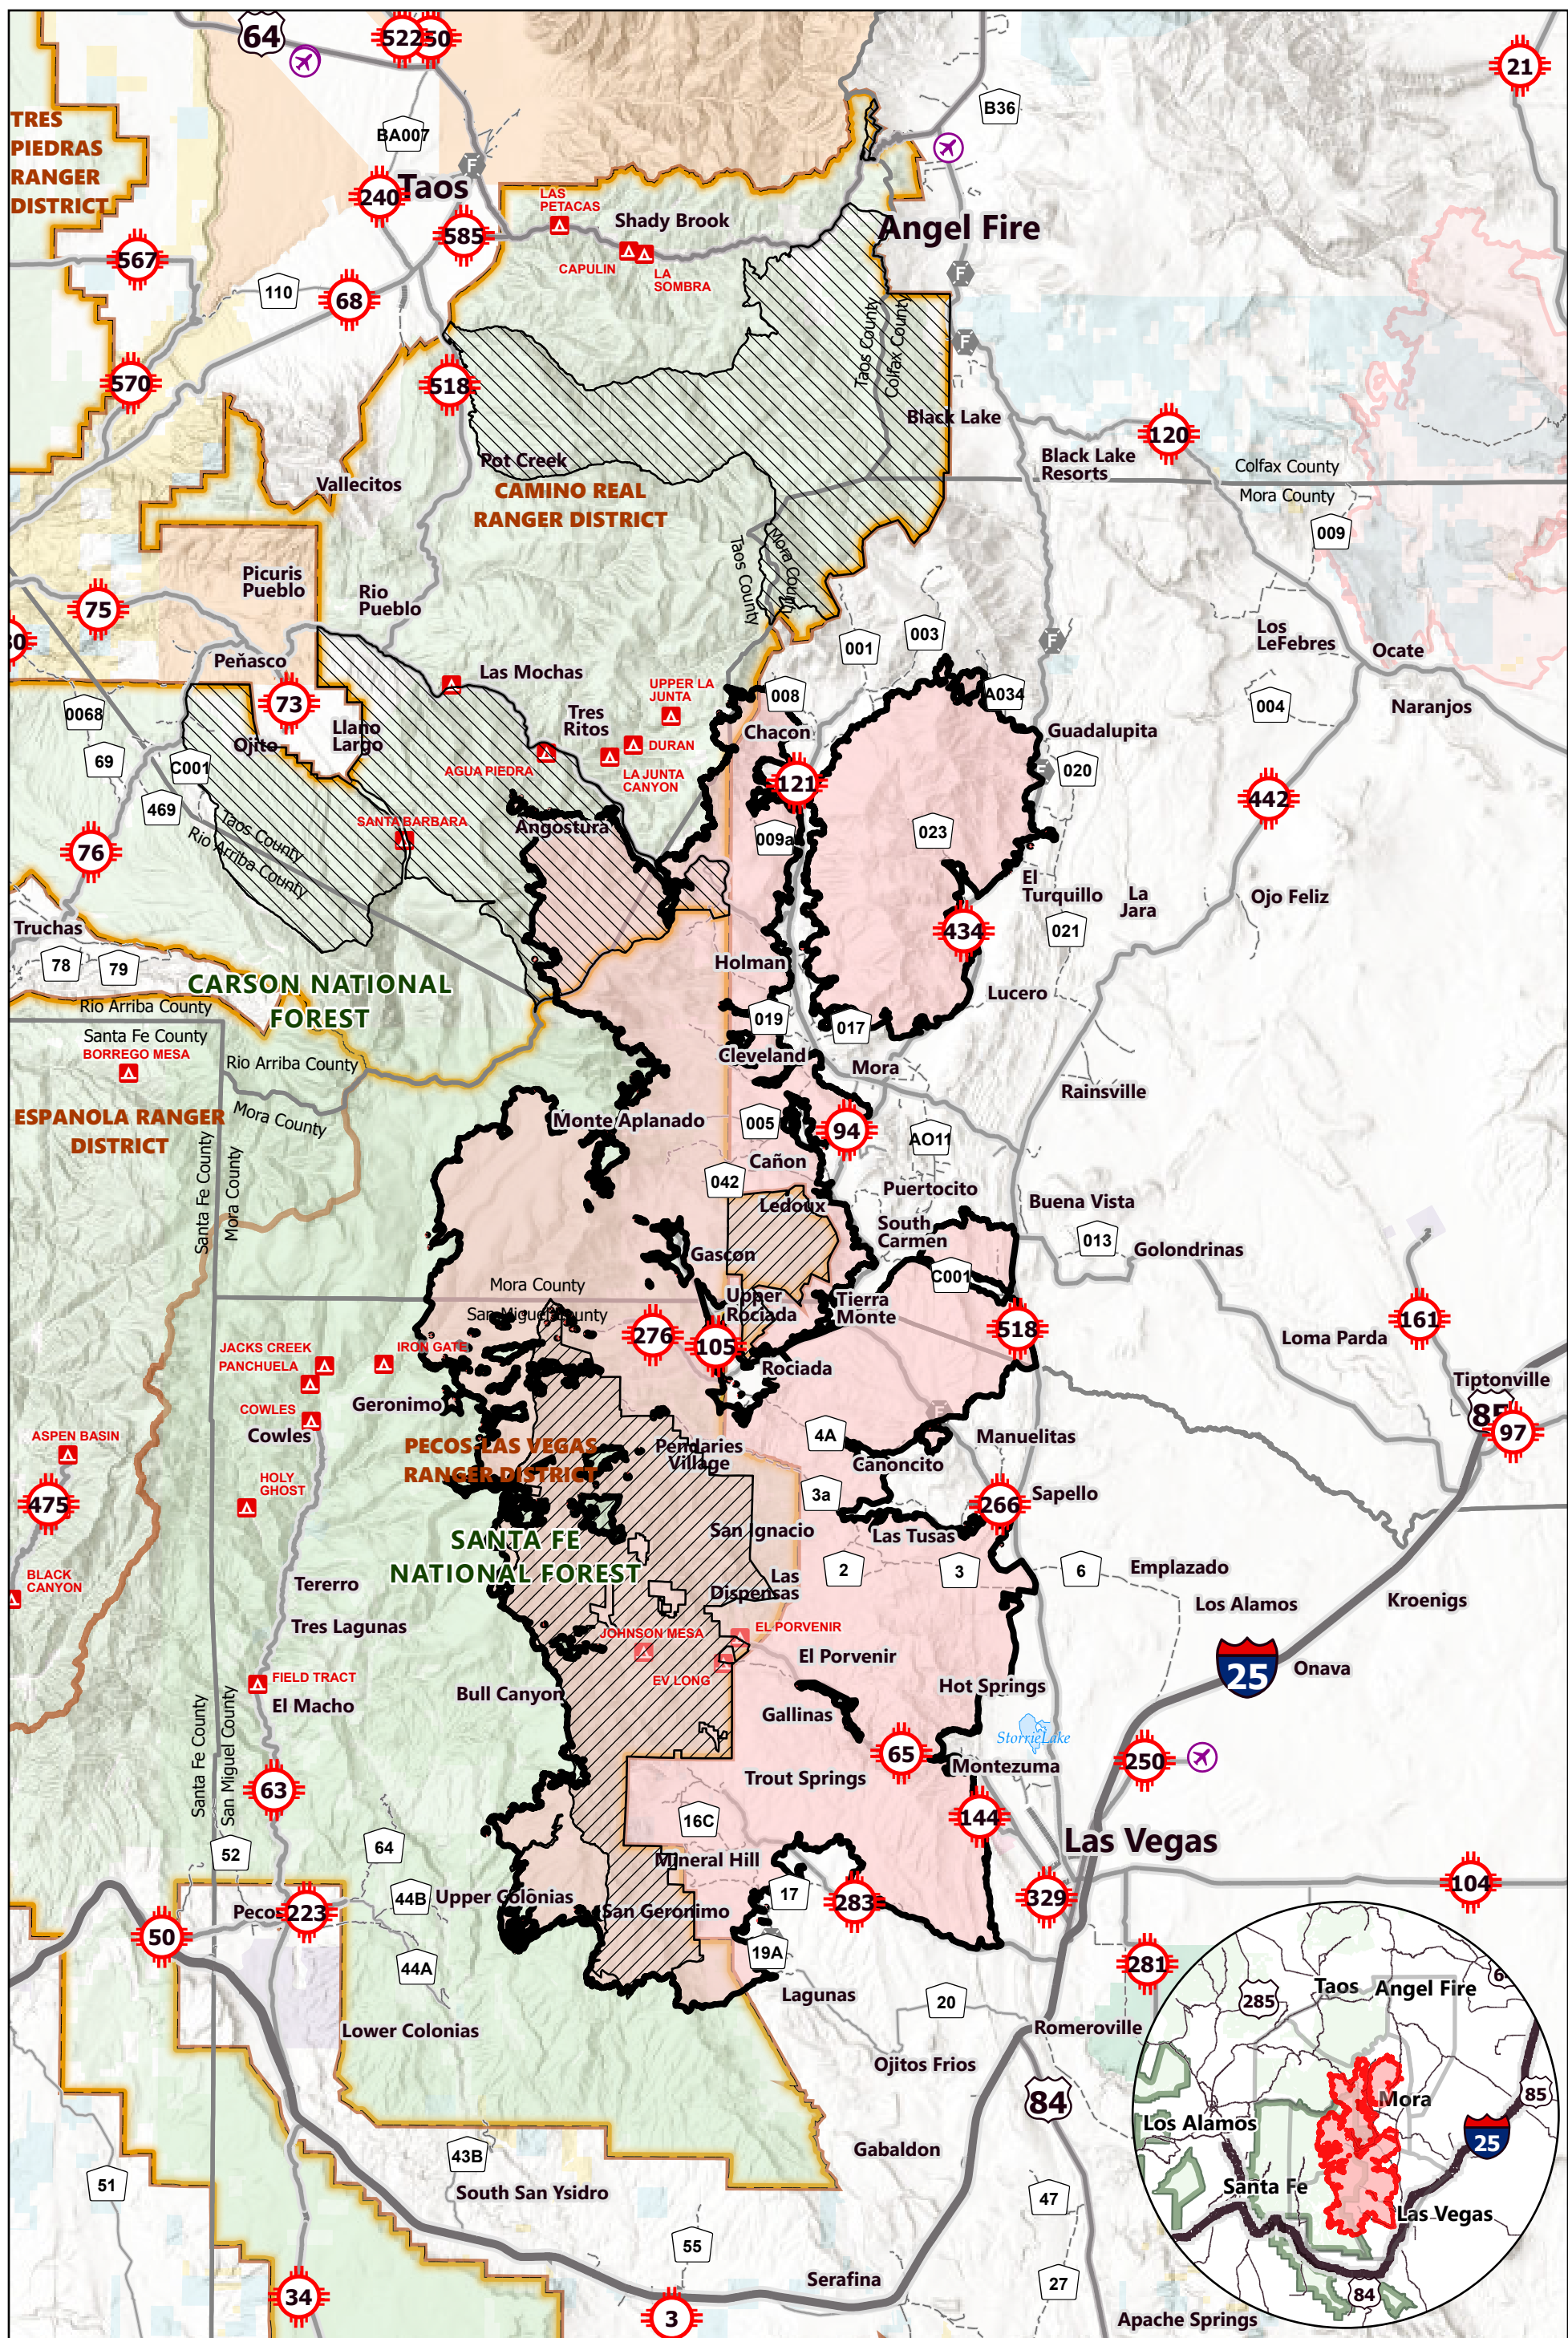 64
522
50
21
B36
TRES
PIEDRAS
RANGER
DISTRICT
BA007
F
240
Taos
LAS
PETACAS
Shady Brook
585
Angel Fire
567
CAPULIN
LA
SOMBRA
F
110
68
Taos County
Colfax County
F
570
518
Black Lake
120
Pot Creek
Black Lake
Resorts
Colfax County
Mora County
Vallecitos
CAMINO REAL
RANGER DISTRICT
009
Taos County
Mora County
Picuris
Pueblo
Rio
Pueblo
75
001
003
F
Los
LeFebres
Ocate
Peñasco
Las Mochas
UPPER LA
JUNTA
008
A034
004
Naranjos
73
0068
Llano
Largo
Tres
Ritos
Chacon
Guadalupita
Ojito
DURAN
69
C001
AGUA PIEDRA
LA JUNTA
CANYON
121
F
020
442
469
SANTA BARBARA
Angostura
Taos County
Rio Arriba County
009a
023
76
El
Turquillo
La
Jara
Ojo Feliz
Truchas
434
021
78
79
Holman
CARSON NATIONAL
FOREST
Lucero
Rio Arriba County
Santa Fe County
019
017
BORREGO MESA
Rio Arriba County
Cleveland
Mora
Rainsville
ESPANOLA RANGER
DISTRICT
Mora County
Monte Aplanado
005
94
AO11
Santa Fe County
Mora County
Cañon
042
Puertocito
Ledoux
Buena Vista
South
Carmen
013
Golondrinas
Gascon
C001
Mora County
San Miguel County
Upper
Rociada
Tierra
Monte
276
105
518
161
Loma Parda
JACKS CREEK
PANCHUELA
IRON GATE
Rociada
Tiptonville
85
97
COWLES
Cowles
Geronimo
4A
F
Manuelitas
ASPEN BASIN
PECOS LAS VEGAS
RANGER DISTRICT
Pendaries
Village
Canoncito
HOLY
GHOST
475
3a
266
Sapello
SANTA FE
NATIONAL FOREST
San Ignacio
Las Tusas
BLACK
CANYON
Tererro
Las
Dispensas
2
3
6
Emplazado
Los Alamos
Kroenigs
Tres Lagunas
JOHNSON MESA
EL PORVENIR
El Porvenir
25
Onava
FIELD TRACT
EV LONG
El Macho
Bull Canyon
Hot Springs
Gallinas
StorrieLake
Santa Fe County
San Miguel County
65
63
Trout Springs
Montezuma
250
16C
144
Las Vegas
52
64
Mineral Hill
44B
Upper Colonias
17
283
329
104
Pecos
223
San Geronimo
50
19A
44A
281
Lagunas
20
Lower Colonias
Romeroville
Ojitos Frios
84
Gabaldon
43B
51
South San Ysidro
47
55
Serafina
27
34
3
Apache Springs
Taos
Angel Fire
285
Mora
85
Los Alamos
25
Santa Fe
Las Vegas
84